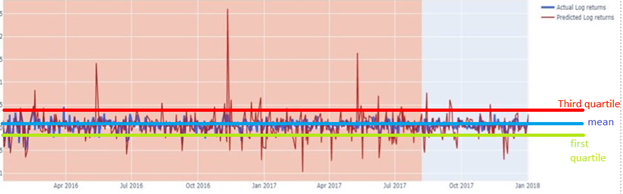 Actual Log returns
Predicted Log returns
Third quartile
mean
first
quartile
Apr 2016
Jul 2016
Oct 2016
Jan 2017
Apr 2017
Jul 2017
Oct 2017
Jan 2018